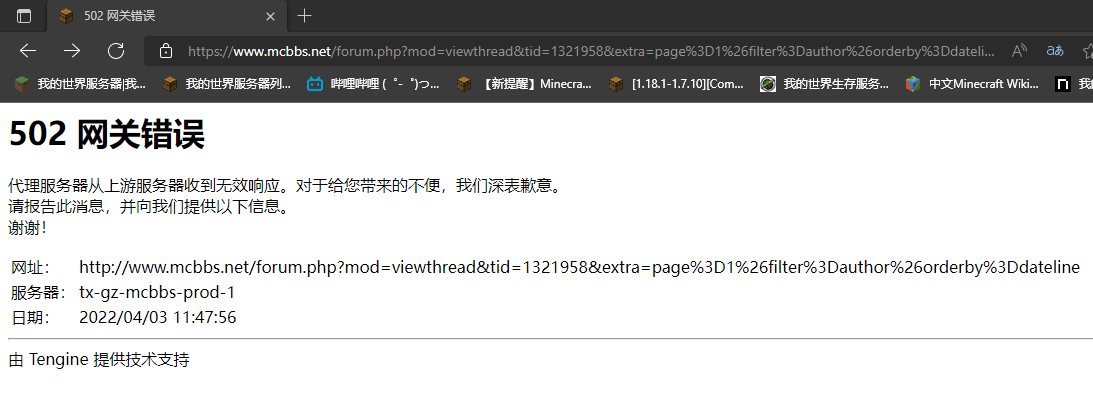 502 网关错误
https://www.mcbbs.net/forum.php?mod=viewthread&tid=1321958&extra=page%3D1%26filter%3Dauthor%26orderby%3Ddateli...
我的世界服务器|我... 我的世界服务器列... 哔哩哔哩 ( ゜- ゜)つ... 【新提醒】Minecra... [1.18.1-1.7.10][Com... 我的世界生存服务... 中文Minecraft Wiki...
502 网关错误
代理服务器从上游服务器收到无效响应。对于给您带来的不便，我们深表歉意。
请报告此消息，并向我们提供以下信息。
谢谢！
网址： http://www.mcbbs.net/forum.php?mod=viewthread&tid=1321958&extra=page%3D1%26filter%3Dauthor%26orderby%3Ddateline
服务器： tx-gz-mcbbs-prod-1
日期： 2022/04/03 11:47:56
由 Tengine 提供技术支持